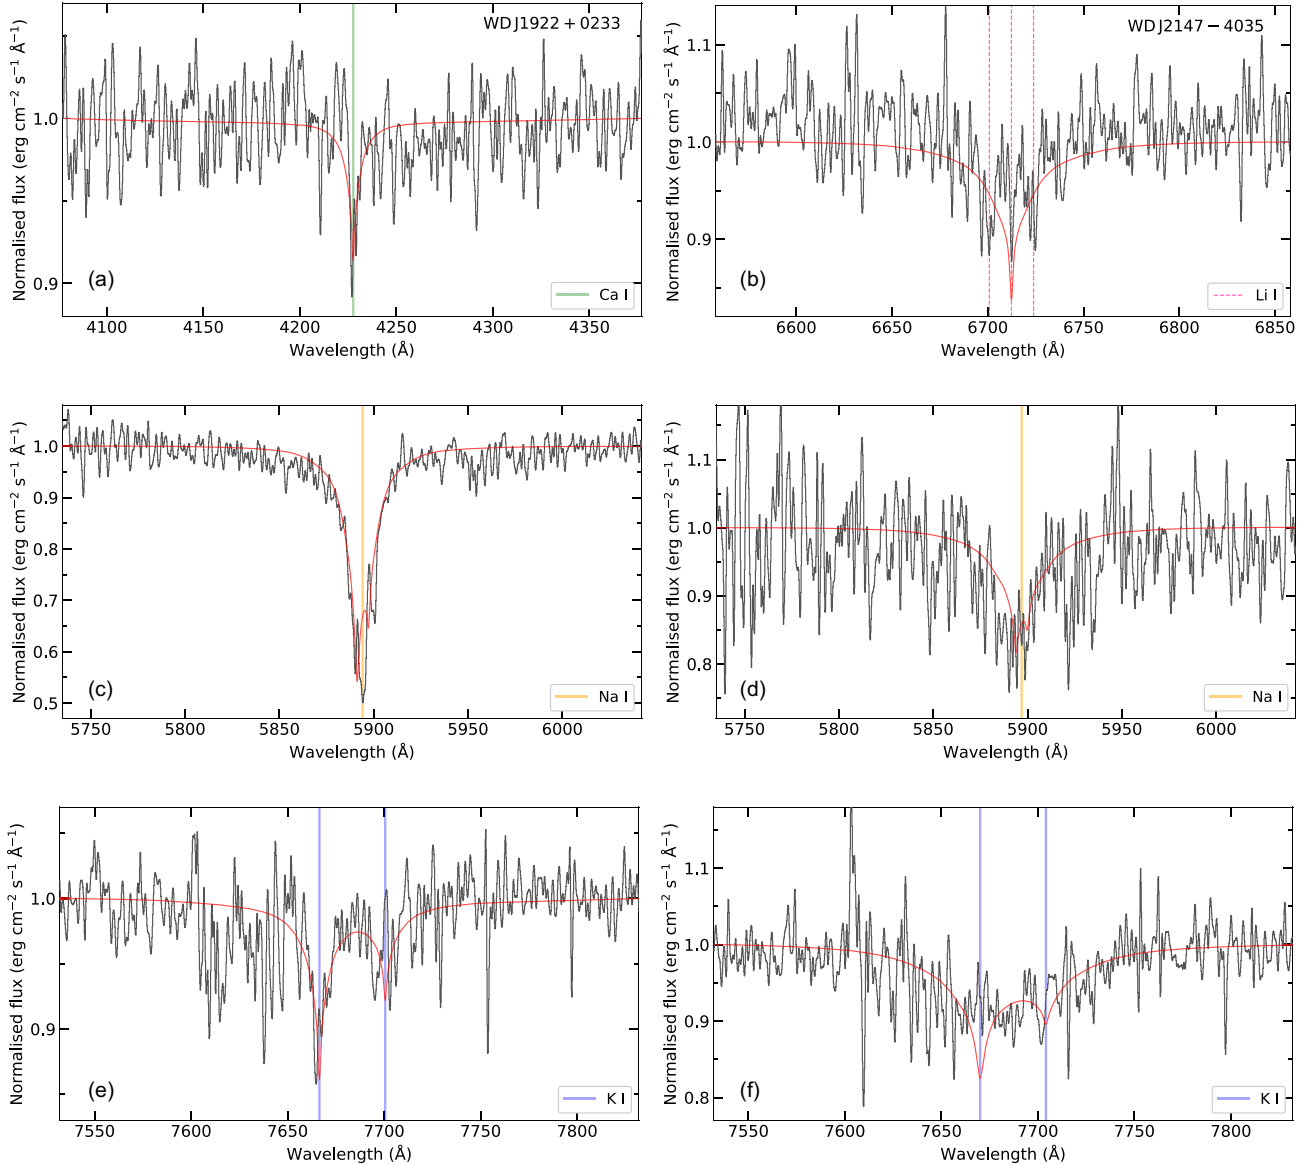 WDJ1922 + 0233
Normalised flux (erg cm⁻² s⁻¹ Å⁻¹)
1.0
0.9
(a)
Ca I
4100 4150 4200 4250 4300 4350
Wavelength (Å)
WDJ2147 − 4035
Normalised flux (erg cm⁻² s⁻¹ Å⁻¹)
1.1
1.0
0.9
(b)
Li I
6600 6650 6700 6750 6800 6850
Wavelength (Å)
Normalised flux (erg cm⁻² s⁻¹ Å⁻¹)
1.0
0.9
0.8
0.7
0.6
0.5
(c)
Na I
5750 5800 5850 5900 5950 6000
Wavelength (Å)
Normalised flux (erg cm⁻² s⁻¹ Å⁻¹)
1.1
1.0
0.9
0.8
(d)
Na I
5750 5800 5850 5900 5950 6000
Wavelength (Å)
Normalised flux (erg cm⁻² s⁻¹ Å⁻¹)
1.0
0.9
(e)
K I
7550 7600 7650 7700 7750 7800
Wavelength (Å)
Normalised flux (erg cm⁻² s⁻¹ Å⁻¹)
1.1
1.0
0.9
0.8
(f)
K I
7550 7600 7650 7700 7750 7800
Wavelength (Å)